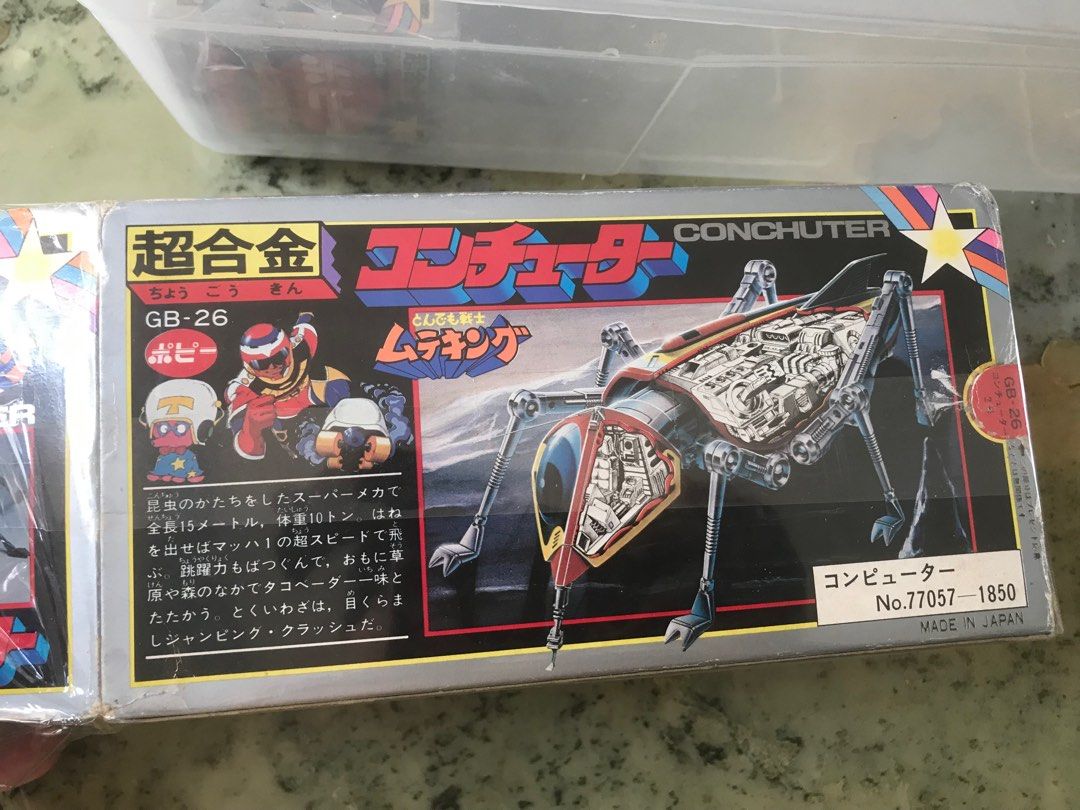 超合金
ちょう ごう きん
GB-26
ポピー
コンチューター
CONCHUTER
とんでも戦士
ムテキング
T
昆虫のかたちをしたスーパーメカで
全長15メートル，体重10トン。はね
を出せばマッハ1の超スピードで飛
ぶ。跳躍力もばつぐんで，おもに草
原や森のなかでタコベーダー一味と
たたかう。とくいわざは，目くらま
しジャンピング・クラッシュだ。
GB-26
コンチューター
コンピューター
No.77057—1850
MADE IN JAPAN